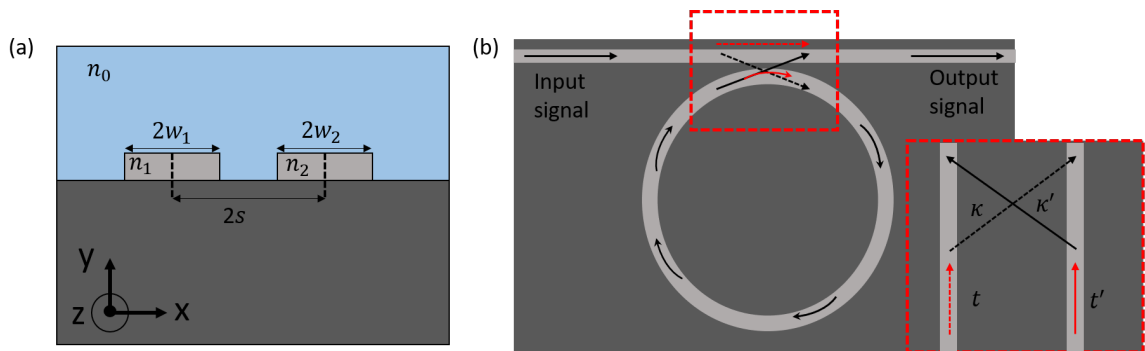 (a)
n₀
2w₁
2w₂
n₁
n₂
2s
y
z
x
(b)
Input
signal
Output
signal
κ
κ′
t
t′